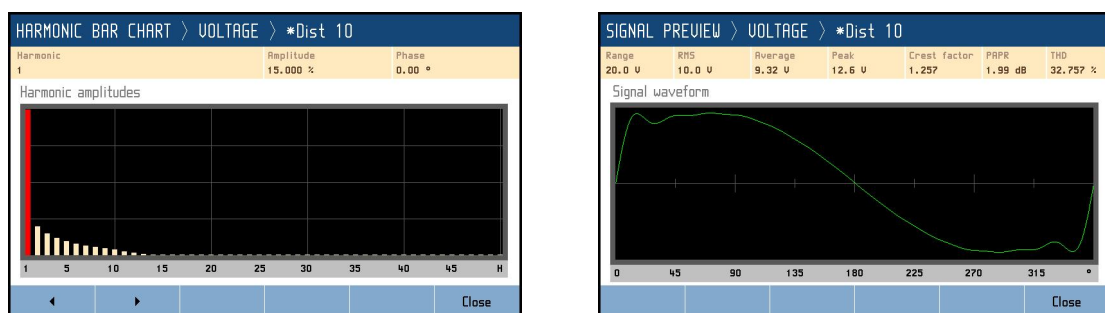 HARMONIC BAR CHART > VOLTAGE > *Dist 10
Harmonic Amplitude Phase
1 15.000 % 0.00 °
Harmonic amplitudes
1 5 10 15 20 25 30 35 40 45 H
Close
SIGNAL PREVIEW > VOLTAGE > *Dist 10
Range RMS Average Peak Crest factor PAPR THD
20.0 V 10.0 V 9.32 V 12.6 V 1.257 1.99 dB 32.757 %
Signal waveform
0 45 90 135 180 225 270 315 °
Close